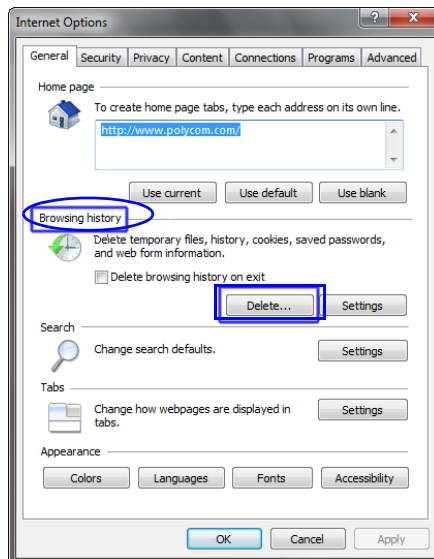 Internet Options
? X
General Security Privacy Content Connections Programs Advanced
Home page
To create home page tabs, type each address on its own line.
http://www.polycom.com/
Use current Use default Use blank
Browsing history
Delete temporary files, history, cookies, saved passwords,
and web form information.
Delete browsing history on exit
Delete... Settings
Search
Change search defaults. Settings
Tabs
Change how webpages are displayed in
tabs.
Settings
Appearance
Colors Languages Fonts Accessibility
OK Cancel Apply